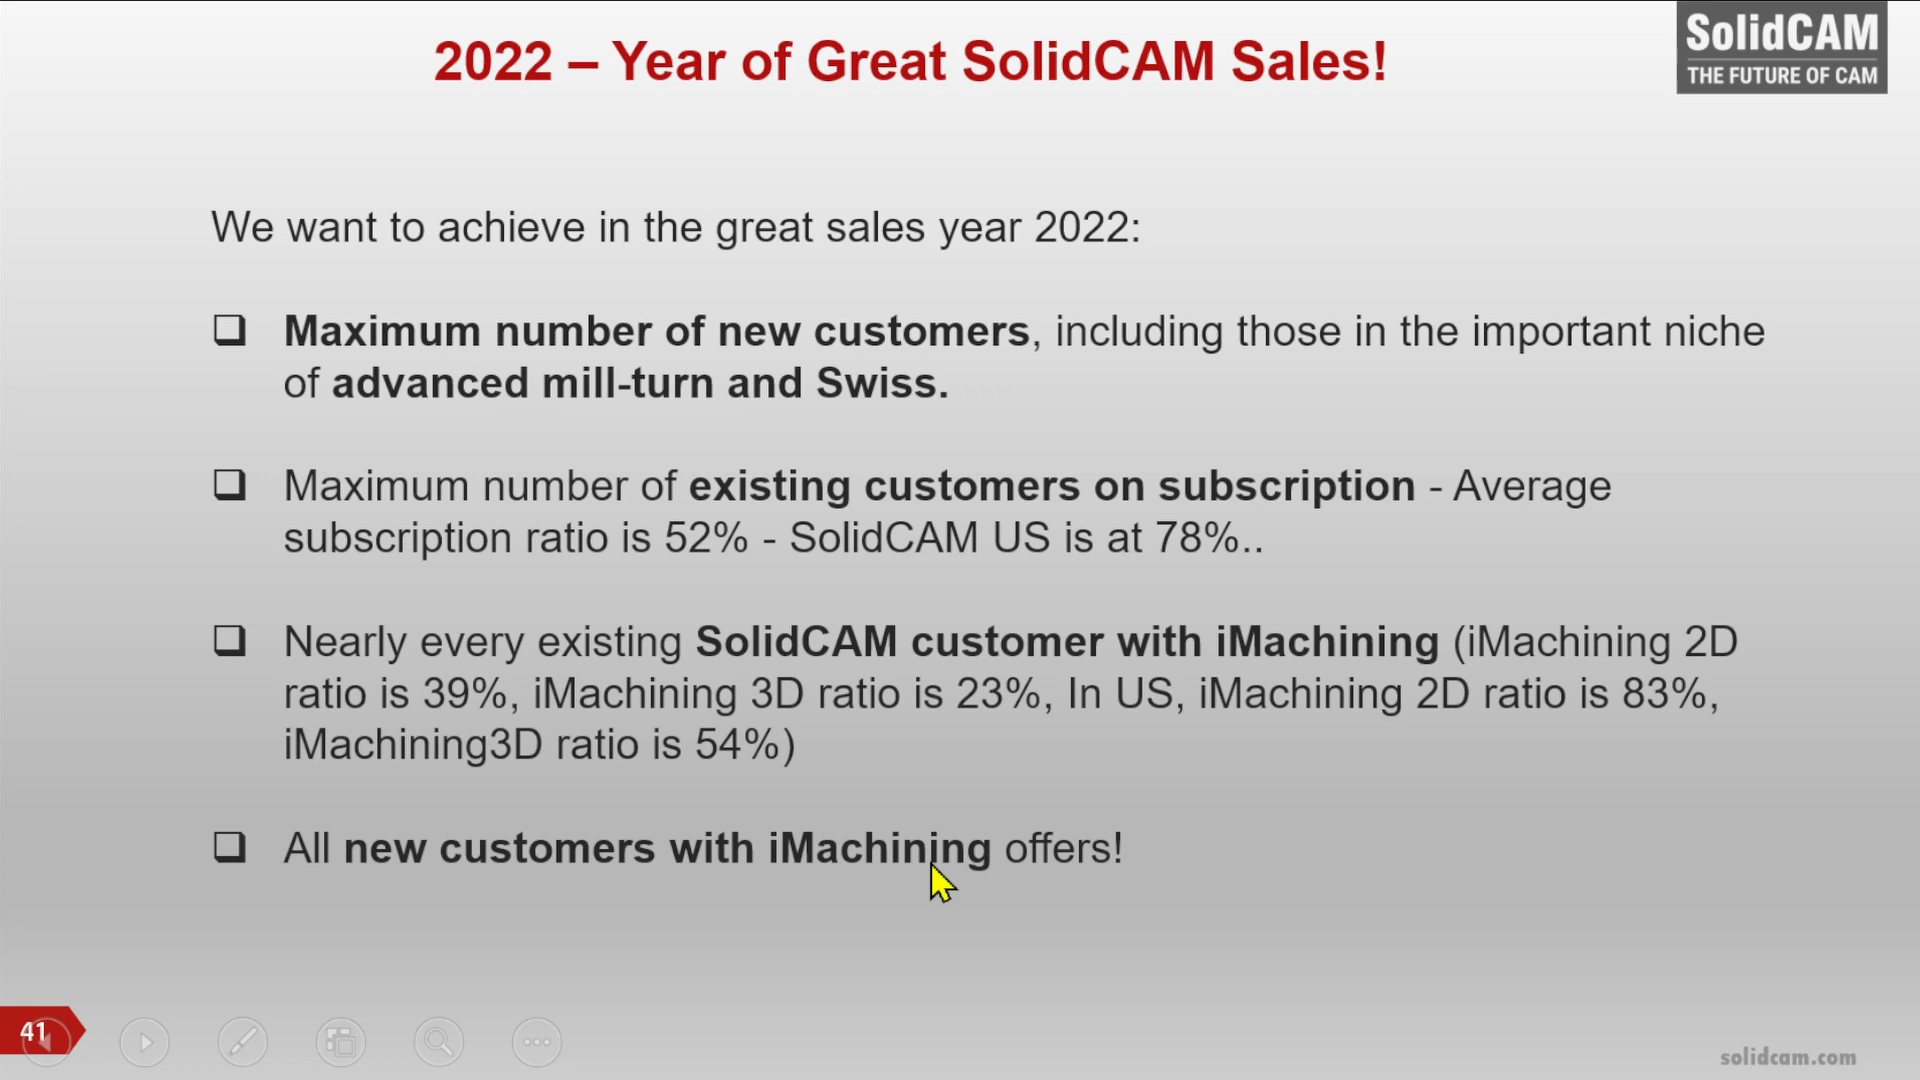 2022 – Year of Great SolidCAM Sales!
SolidCAM
THE FUTURE OF CAM
We want to achieve in the great sales year 2022:
❑ Maximum number of new customers, including those in the important niche
of advanced mill-turn and Swiss.
❑ Maximum number of existing customers on subscription - Average
subscription ratio is 52% - SolidCAM US is at 78%..
❑ Nearly every existing SolidCAM customer with iMachining (iMachining 2D
ratio is 39%, iMachining 3D ratio is 23%, In US, iMachining 2D ratio is 83%,
iMachining3D ratio is 54%)
❑ All new customers with iMachining offers!
41
solidcam.com